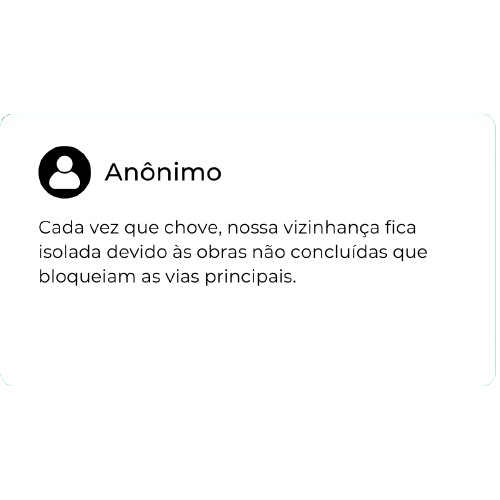 Anônimo
Cada vez que chove, nossa vizinhança fica
isolada devido às obras não concluídas que
bloqueiam as vias principais.